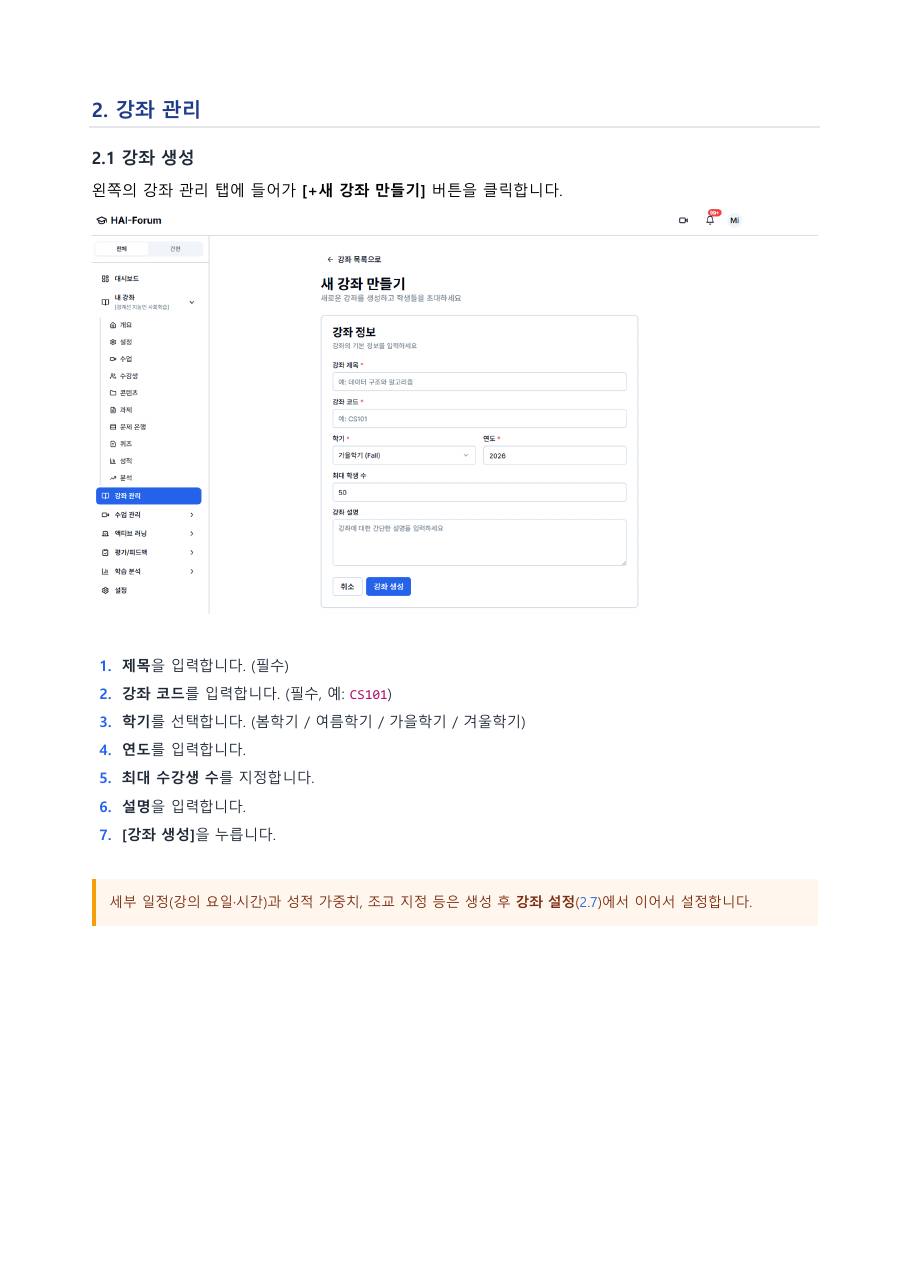 2. 강좌 관리
2.1 강좌 생성
왼쪽의 강좌 관리 탭에 들어가 [+새 강좌 만들기] 버튼을 클릭합니다.
HAI-Forum
99+
Mi
전체
간편
대시보드
내 강좌
개요
설정
수업
수강생
콘텐츠
과제
문제 은행
퀴즈
성적
분석
강좌 관리
수업 관리
액티브 러닝
평가/피드백
학습 분석
설정
← 강좌 목록으로
새 강좌 만들기
새로운 강좌를 생성하고 학생들을 초대하세요
강좌 정보
강좌의 기본 정보를 입력하세요
강좌 제목 *
예: 데이터 구조와 알고리즘
강좌 코드 *
예: CS101
학기 *
연도 *
가을학기 (Fall)
2026
최대 학생 수
50
강좌 설명
강좌에 대한 간단한 설명을 입력하세요
취소
강좌 생성
1. 제목을 입력합니다. (필수)
2. 강좌 코드를 입력합니다. (필수, 예: CS101)
3. 학기를 선택합니다. (봄학기 / 여름학기 / 가을학기 / 겨울학기)
4. 연도를 입력합니다.
5. 최대 수강생 수를 지정합니다.
6. 설명을 입력합니다.
7. [강좌 생성]을 누릅니다.
세부 일정(강의 요일·시간)과 성적 가중치, 조교 지정 등은 생성 후 강좌 설정(2.7)에서 이어서 설정합니다.